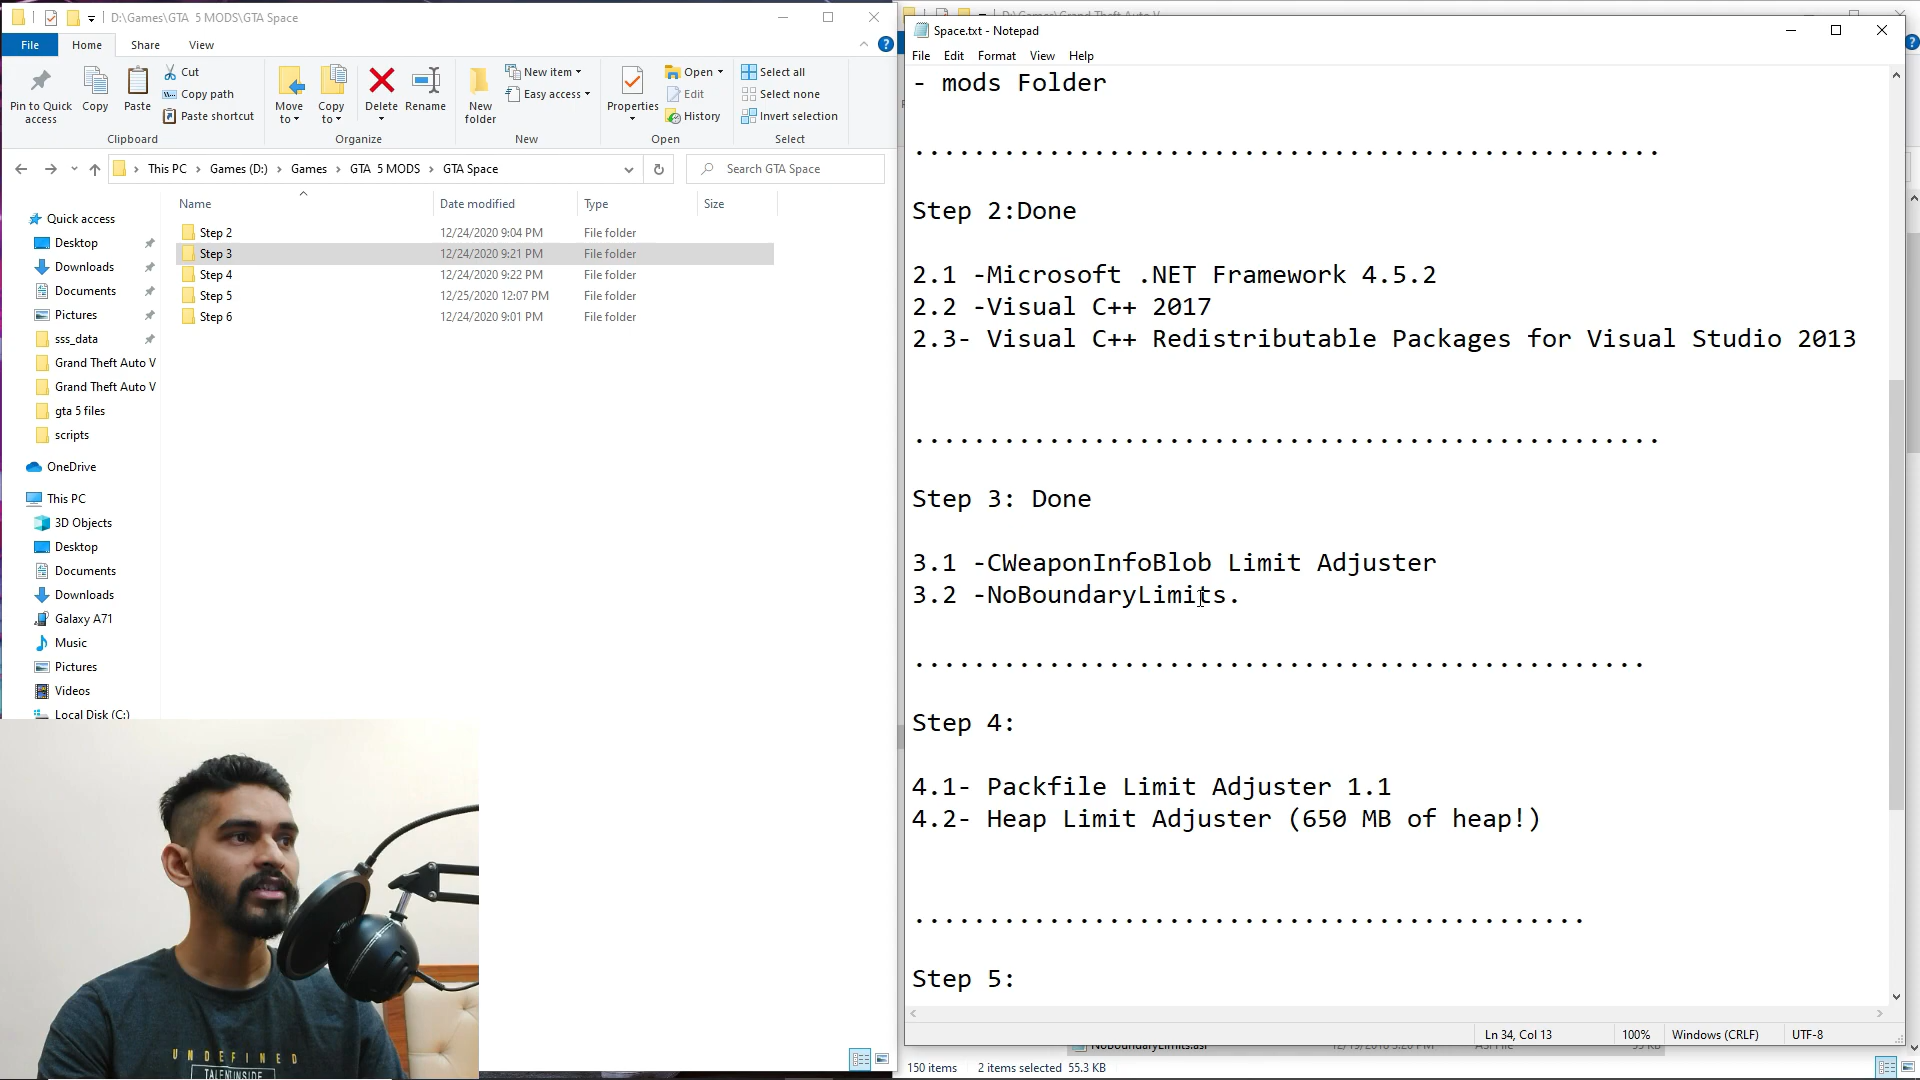 D:\Games\GTA  5 MODS\GTA Space
File
Home
Share
View
Pin to Quick access
Copy
Paste
Cut
Copy path
Paste shortcut
Clipboard
Move to
Copy to
Delete
Rename
Organize
New folder
New item
Easy access
New
Properties
Open
Edit
History
Open
Select all
Select none
Invert selection
Select
This PC > Games (D:) > Games > GTA  5 MODS > GTA Space
Search GTA Space
Name Date modified Type Size
Step 2 12/24/2020 9:04 PM File folder
Step 3 12/24/2020 9:21 PM File folder
Step 4 12/24/2020 9:22 PM File folder
Step 5 12/25/2020 12:07 PM File folder
Step 6 12/24/2020 9:01 PM File folder
Quick access
Desktop
Downloads
Documents
Pictures
sss_data
Grand Theft Auto V
Grand Theft Auto V
gta 5 files
scripts
OneDrive
This PC
3D Objects
Desktop
Documents
Downloads
Galaxy A71
Music
Pictures
Videos
Local Disk (C:)
UNDEFINED
TALENT INSIDE
D:\Games\Grand Theft Auto V
Space.txt - Notepad
File Edit Format View Help
- mods Folder
..................................................
Step 2:Done
2.1 -Microsoft .NET Framework 4.5.2
2.2 -Visual C++ 2017
2.3- Visual C++ Redistributable Packages for Visual Studio 2013
..................................................
Step 3: Done
3.1 -CWeaponInfoBlob Limit Adjuster
3.2 -NoBoundaryLimits.
.................................................
Step 4:
4.1- Packfile Limit Adjuster 1.1
4.2- Heap Limit Adjuster (650 MB of heap!)
.............................................
Step 5:
Ln 34, Col 13 100% Windows (CRLF) UTF-8
NoBoundaryLimits.asi
150 items 2 items selected 55.3 KB